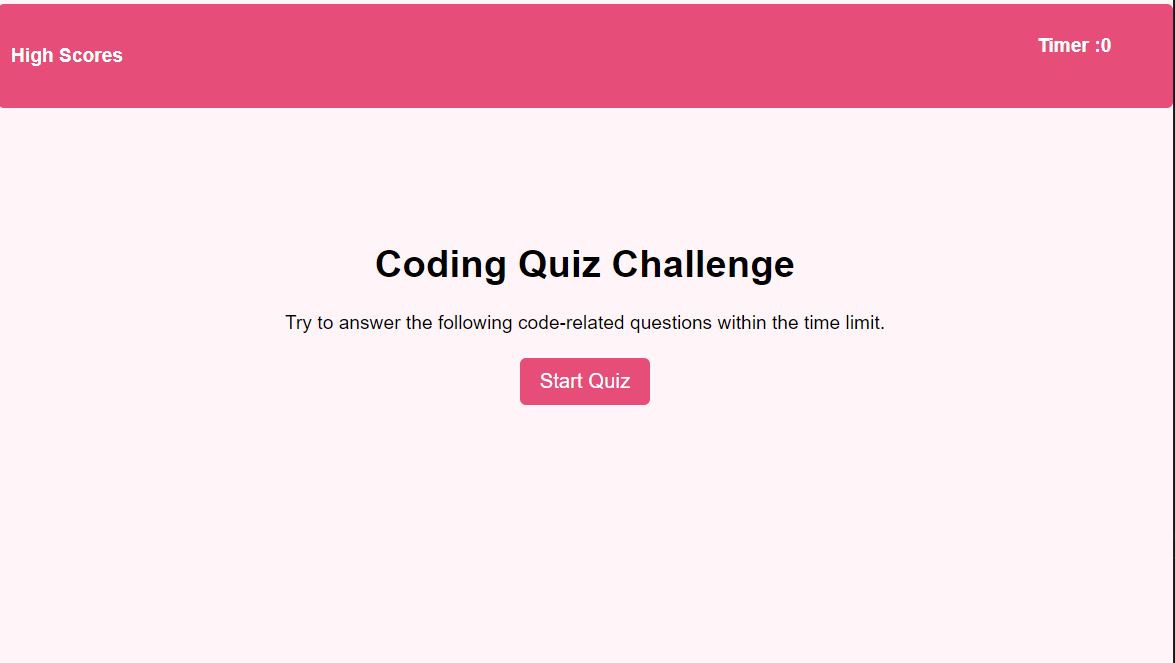 High Scores
Timer :0
Coding Quiz Challenge
Try to answer the following code-related questions within the time limit.
Start Quiz